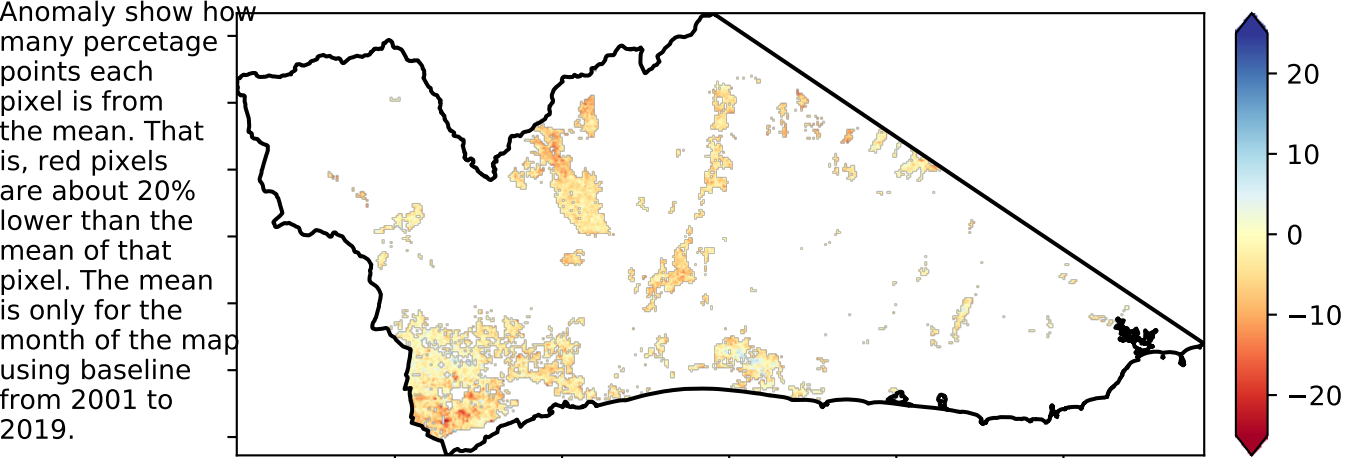 Anomaly show how
many percetage
points each
pixel is from
the mean. That
is, red pixels
are about 20%
lower than the
mean of that
pixel. The mean
is only for the
month of the map
using baseline
from 2001 to
2019.
20
10
0
−10
−20